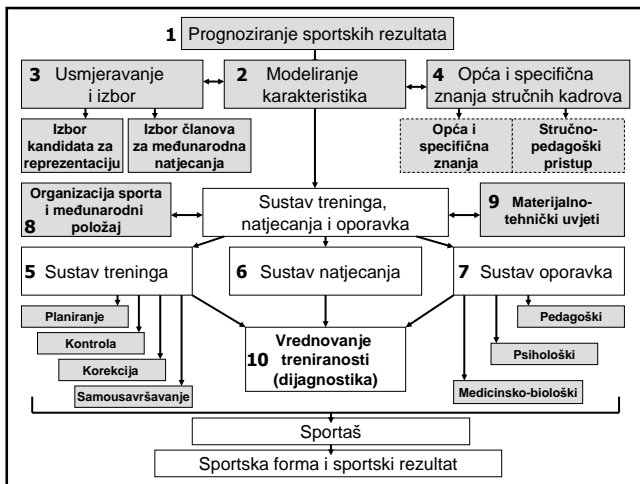 1 Prognoziranje sportskih rezultata
3 Usmjeravanje
i izbor
2 Modeliranje
karakteristika
4 Opća i specifična
znanja stručnih kadrova
Izbor
kandidata za
reprezentaciju
Izbor članova
za međunarodna
natjecanja
Opća i
specifična
znanja
Stručno-
pedagoški
pristup
Organizacija sporta
i međunarodni
8 položaj
Sustav treninga,
natjecanja i oporavka
9 Materijalno-
tehnički uvjeti
5 Sustav treninga
6 Sustav natjecanja
7 Sustav oporavka
Planiranje
Kontrola
Korekcija
Samousavršavanje
Vrednovanje
10 treniranosti
(dijagnostika)
Pedagoški
Psihološki
Medicinsko-biološki
Sportaš
Sportska forma i sportski rezultat